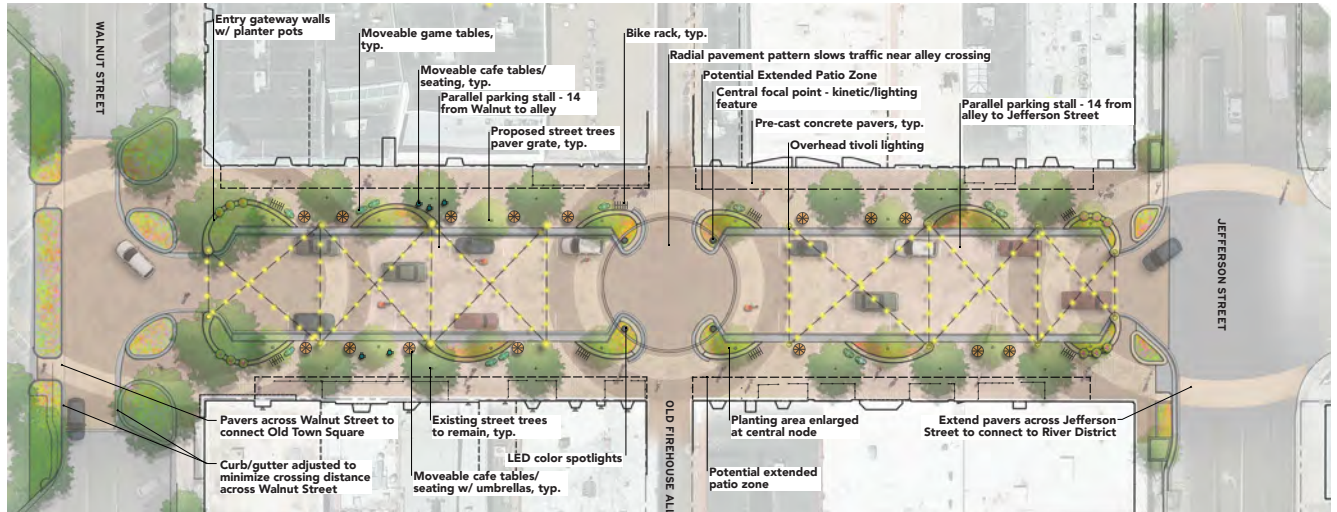 WALNUT STREET
Entry gateway walls
w/ planter pots
Moveable game tables,
typ.
Moveable cafe tables/
seating, typ.
Parallel parking stall - 14
from Walnut to alley
Proposed street trees
paver grate, typ.
Bike rack, typ.
Radial pavement pattern slows traffic near alley crossing
Potential Extended Patio Zone
Central focal point - kinetic/lighting
feature
Pre-cast concrete pavers, typ.
Overhead tivoli lighting
Parallel parking stall - 14 from
alley to Jefferson Street
JEFFERSON STREET
Pavers across Walnut Street to
connect Old Town Square
Curb/gutter adjusted to
minimize crossing distance
across Walnut Street
Existing street trees
to remain, typ.
Moveable cafe tables/
seating w/ umbrellas, typ.
LED color spotlights
OLD FIREHOUSE ALL
Planting area enlarged
at central node
Potential extended
patio zone
Extend pavers across Jefferson
Street to connect to River District